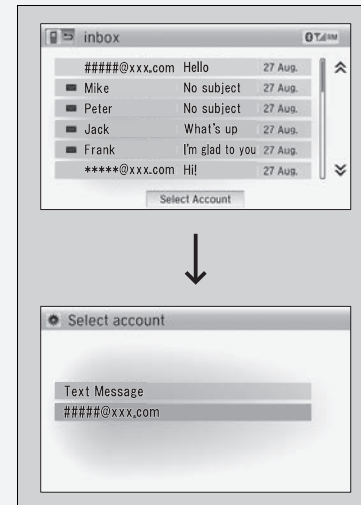 inbox
#####@xxx.com Hello 27 Aug.
Mike No subject 27 Aug.
Peter No subject 27 Aug.
Jack What's up 27 Aug.
Frank I'm glad to you 27 Aug.
*****@xxx.com Hi! 27 Aug.
Select Account
Select account
Text Message
#####@xxx.com